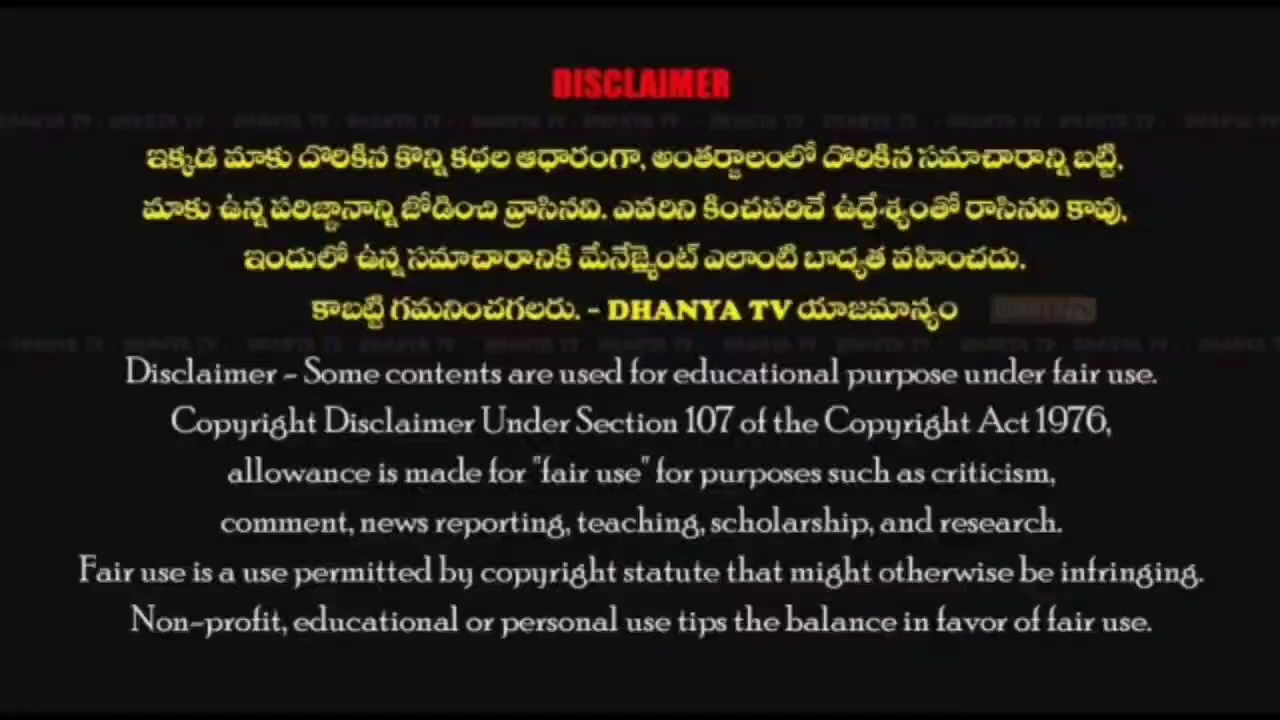 DISCLAIMER
ఇక్కడ మాకు దొరికిన కొన్ని కథల ఆధారంగా, అంతర్జాలంలో దొరికిన సమాచారాన్ని బట్టి,
మాకు ఉన్న పరిజ్ఞానాన్ని జోడించి వ్రాసినవి. ఎవరిని కించపరిచే ఉద్దేశ్యంతో రాసినవి కావు,
ఇందులో ఉన్న సమాచారానికి మేనేజ్మెంట్ ఎలాంటి బాద్యత వహించదు.
కాబట్టి గమనించగలరు. - DHANYA TV యాజమాన్యం
Disclaimer - Some contents are used for educational purpose under fair use.
Copyright Disclaimer Under Section 107 of the Copyright Act 1976,
allowance is made for "fair use" for purposes such as criticism,
comment, news reporting, teaching, scholarship, and research.
Fair use is a use permitted by copyright statute that might otherwise be infringing.
Non-profit, educational or personal use tips the balance in favor of fair use.